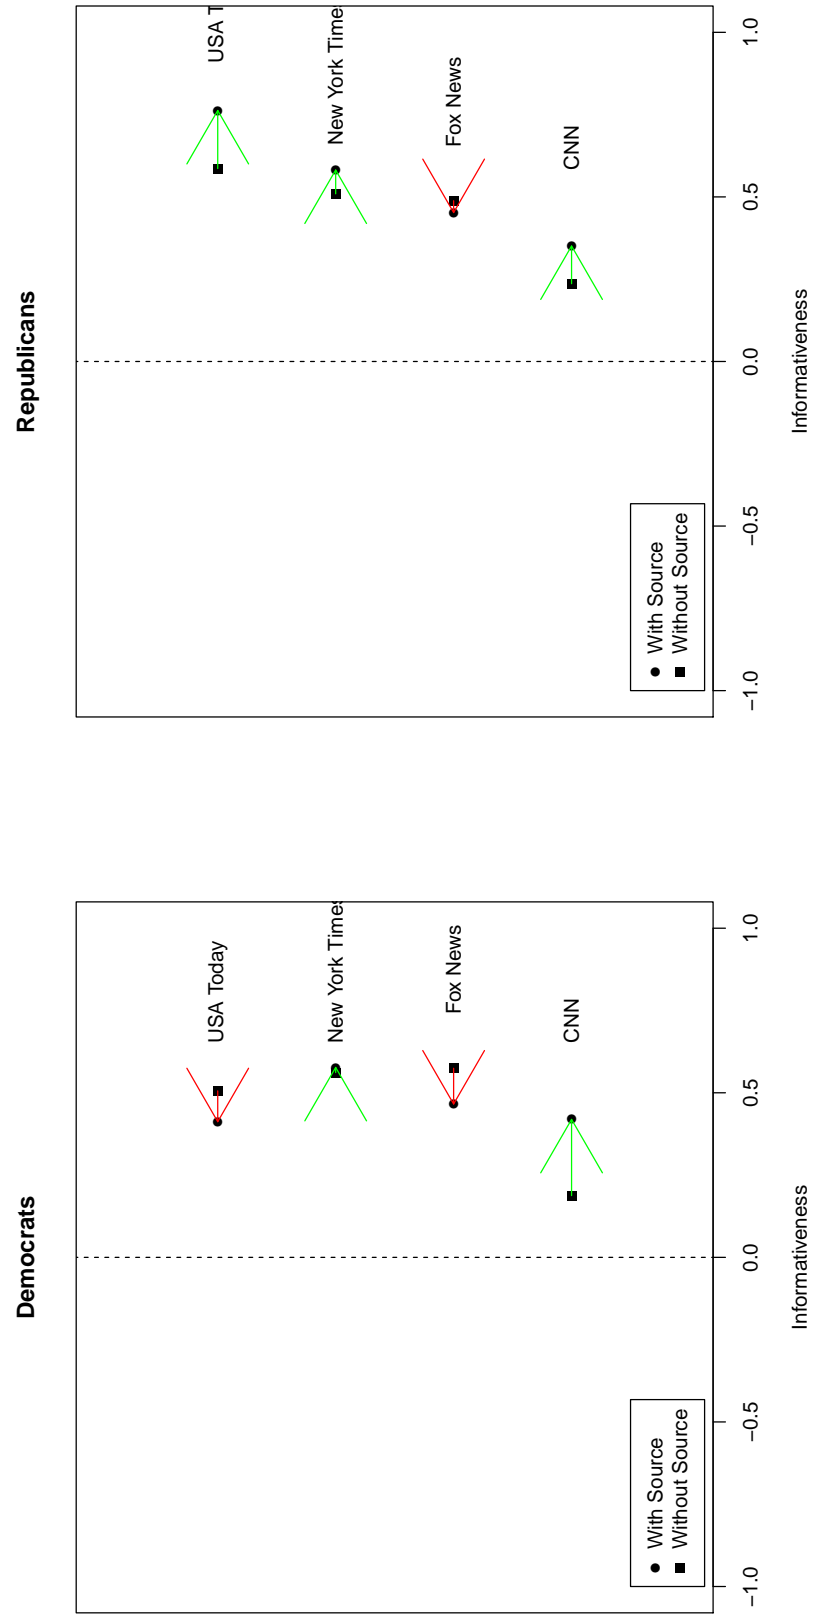 Democrats
USA Today
New York Times
Fox News
CNN
With Source
Without Source
−1.0
−0.5
0.0
0.5
1.0
Informativeness
Republicans
USA T
New York Times
Fox News
CNN
With Source
Without Source
−1.0
−0.5
0.0
0.5
1.0
Informativeness